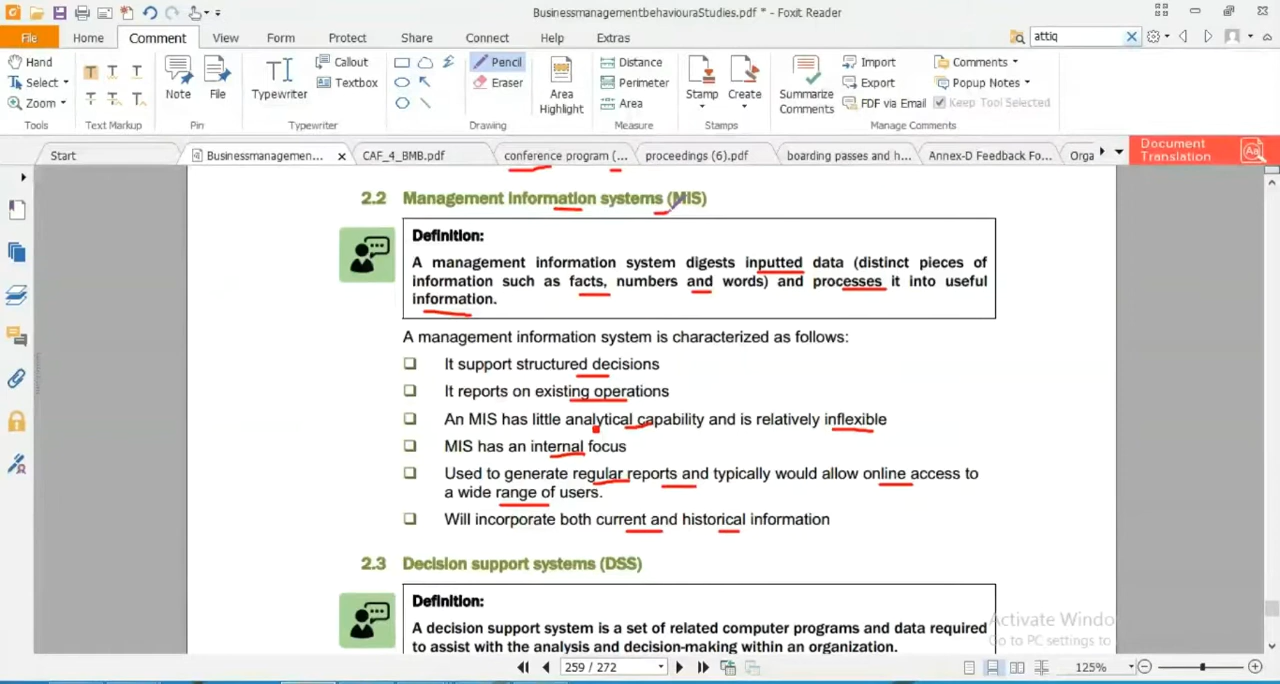 BusinessmanagementbehaviouraStudies.pdf * - Foxit Reader
File Home Comment View Form Protect Share Connect Help Extras
attiq
Hand
Select
Zoom
Tools
Text Markup
Note
File
Pin
Typewriter
Callout
Textbox
Typewriter
Pencil
Eraser
Drawing
Area
Highlight
Distance
Perimeter
Area
Measure
Stamp
Create
Stamps
Summarize
Comments
Import
Export
FDF via Email
Comments
Popup Notes
Keep Tool Selected
Manage Comments
Start
Businessmanagemen...
CAF_4_BMB.pdf
conference program (...
proceedings (6).pdf
boarding passes and h...
Annex-D Feedback Fo...
Orga
Document
Translation
2.2 Management information systems (MIS)
Definition:
A management information system digests inputted data (distinct pieces of
information such as facts, numbers and words) and processes it into useful
information.
A management information system is characterized as follows:
It support structured decisions
It reports on existing operations
An MIS has little analytical capability and is relatively inflexible
MIS has an internal focus
Used to generate regular reports and typically would allow online access to
a wide range of users.
Will incorporate both current and historical information
2.3 Decision support systems (DSS)
Definition:
A decision support system is a set of related computer programs and data required
to assist with the analysis and decision-making within an organization.
Activate Windo
Go to PC settings to
259 / 272
125%